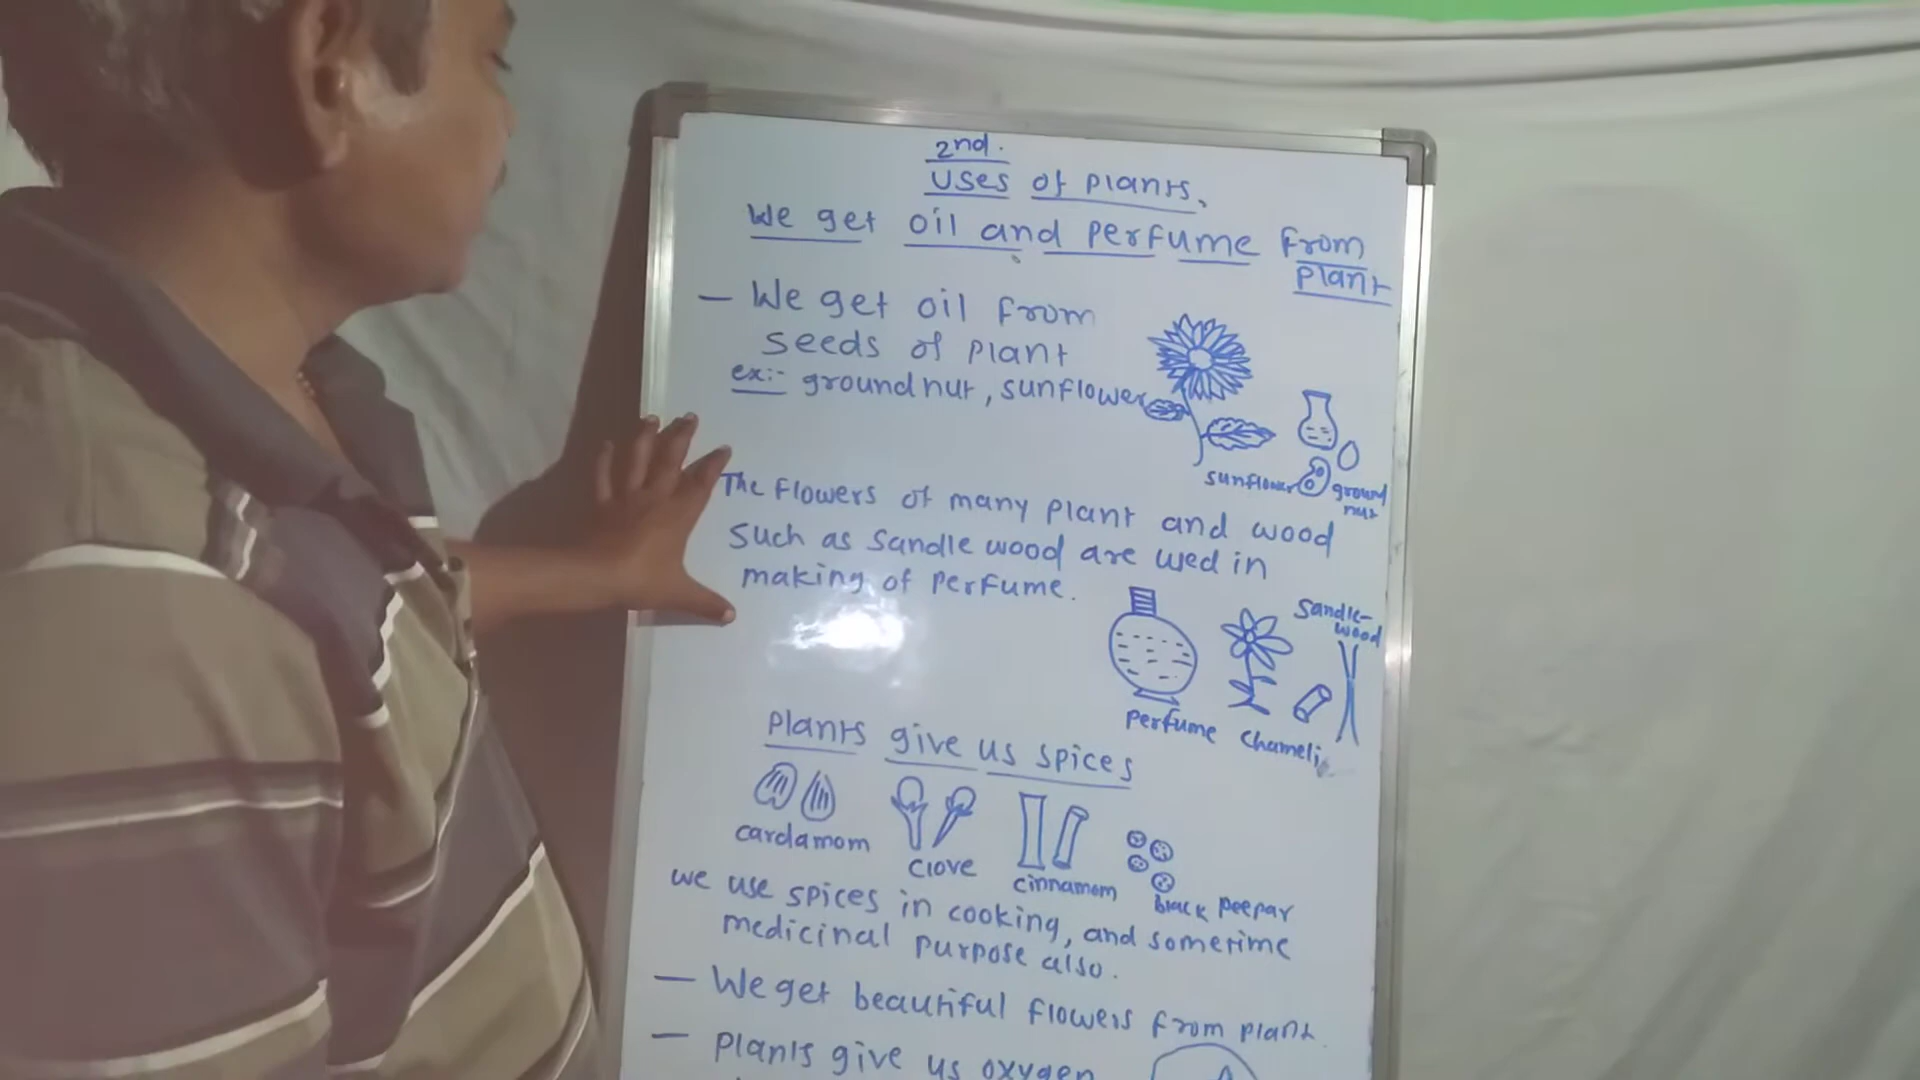 2nd.
Uses of plants,
We get oil and perfume from
plant
— We get oil from
seeds of plant
ex:- groundnut, sunflower
sunflower
ground
nut
The flowers of many plant and wood
such as sandle wood are used in
making of perfume.
Sandle-
wood
perfume
chameli
plants give us spices
cardamom
clove
cinnamom
black peepar
we use spices in cooking, and sometime
medicinal purpose also.
— We get beautiful flowers from plant.
— plants give us oxygen